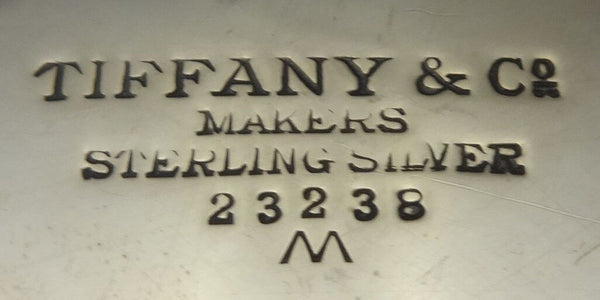 TIFFANY & Co
MAKERS
STERLING SILVER
23238
M